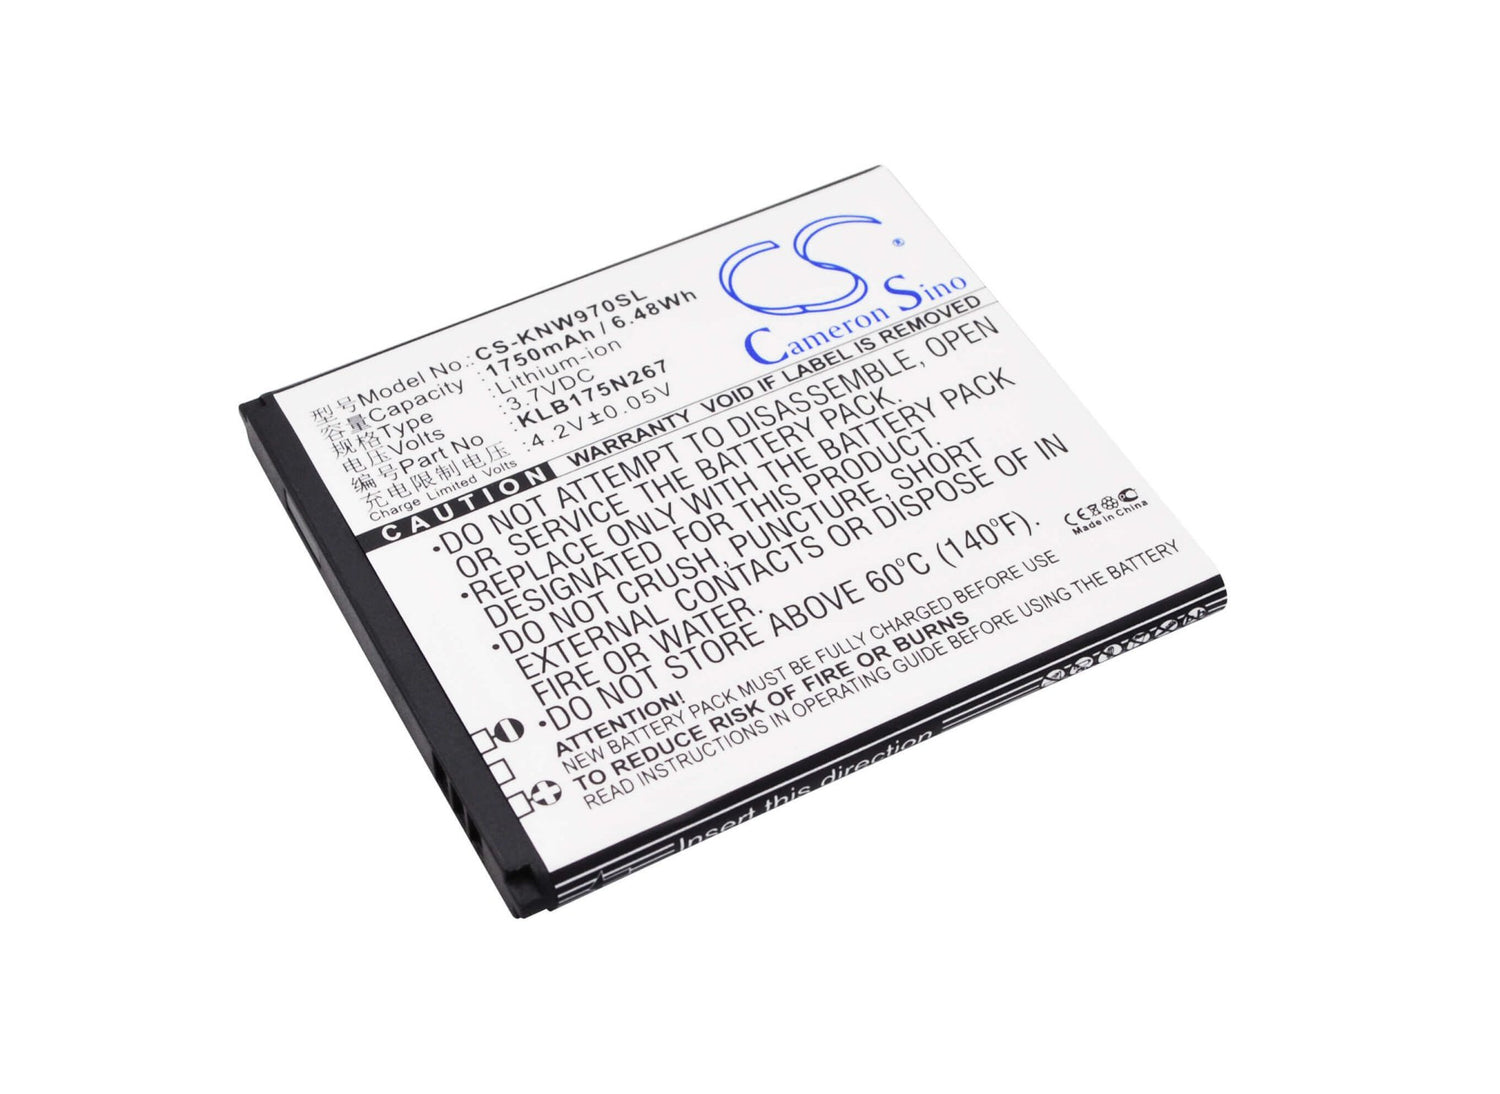 CS®
Cameron Sino
型号Model No.: CS-KNW970SL
容量Capacity : 1750mAh / 6.48Wh
规格Type : Lithium-ion
电压Volts : 3.7VDC
编号Part No : KLB175N267
充电限制电压 : 4.2V±0.05V
Charge Limited Volts
CAUTION WARRANTY VOID IF LABEL IS REMOVED
•DO NOT ATTEMPT TO DISASSEMBLE, OPEN
OR SERVICE THE BATTERY PACK.
•REPLACE ONLY WITH THE BATTERY PACK
DESIGNATED FOR THIS PRODUCT.
•DO NOT CRUSH, PUNCTURE, SHORT
EXTERNAL CONTACTS OR DISPOSE OF IN
FIRE OR WATER.
•DO NOT STORE ABOVE 60°C (140°F).
CE
Made in China
ATTENTION!
NEW BATTERY PACK MUST BE FULLY CHARGED BEFORE USE
TO REDUCE RISK OF FIRE OR BURNS
READ INSTRUCTIONS IN OPERATING GUIDE BEFORE USING THE BATTERY
Insert this direction